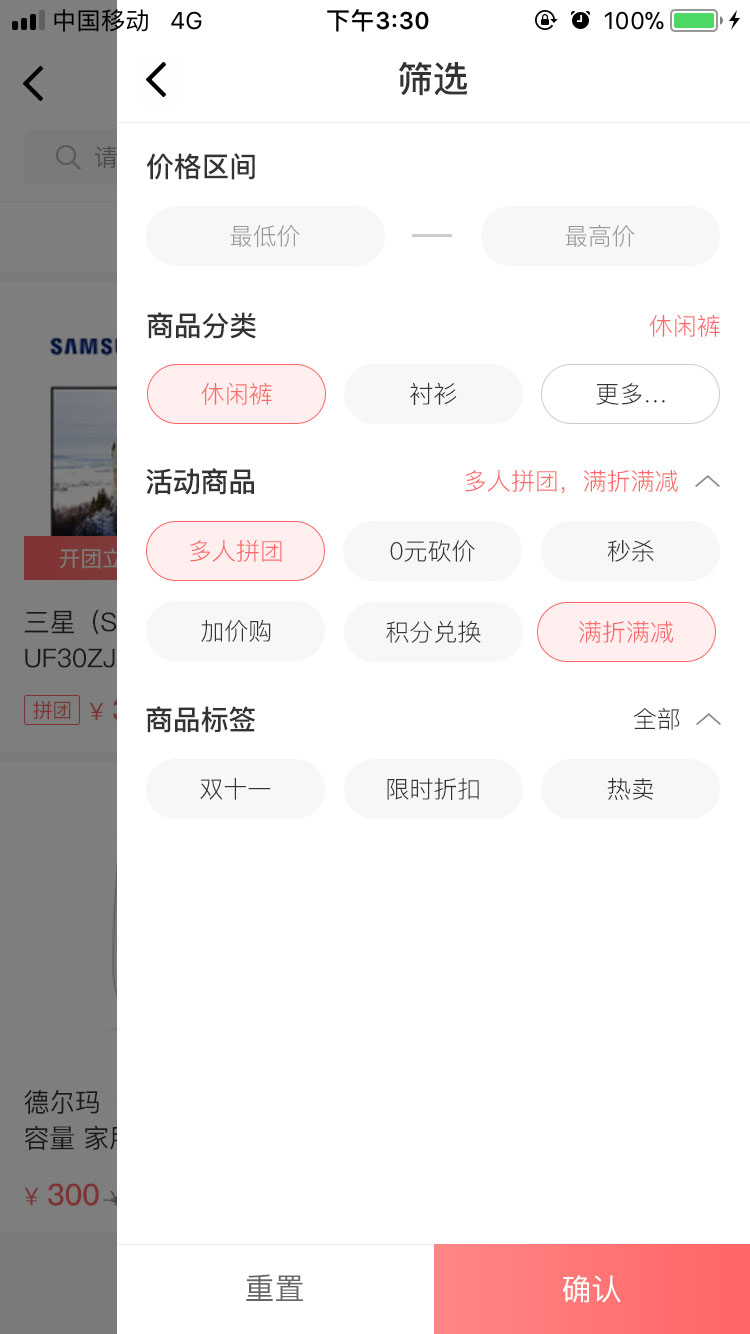 中国移动 4G 下午3:30 100%
筛选
请
价格区间
最低价 — 最高价
商品分类 休闲裤
休闲裤 衬衫 更多...
SAMS
活动商品 多人拼团，满折满减
多人拼团 0元砍价 秒杀
开团立
加价购 积分兑换 满折满减
三星（S
UF30ZJ
拼团 ¥
商品标签 全部
双十一 限时折扣 热卖
德尔玛
容量 家用
¥ 300
重置 确认